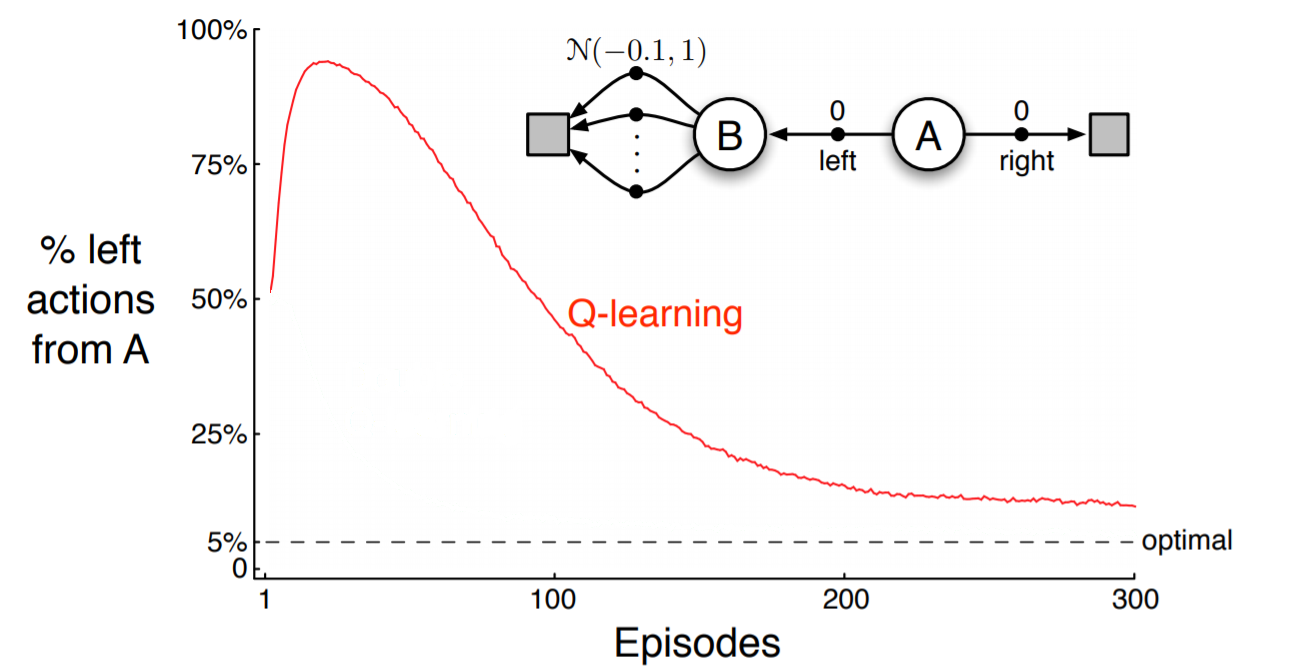 100%
75%
50%
25%
5%
0
% left
actions
from A
𝒩(−0.1, 1)
B
0
left
A
0
right
Q-learning
optimal
1
100
200
300
Episodes